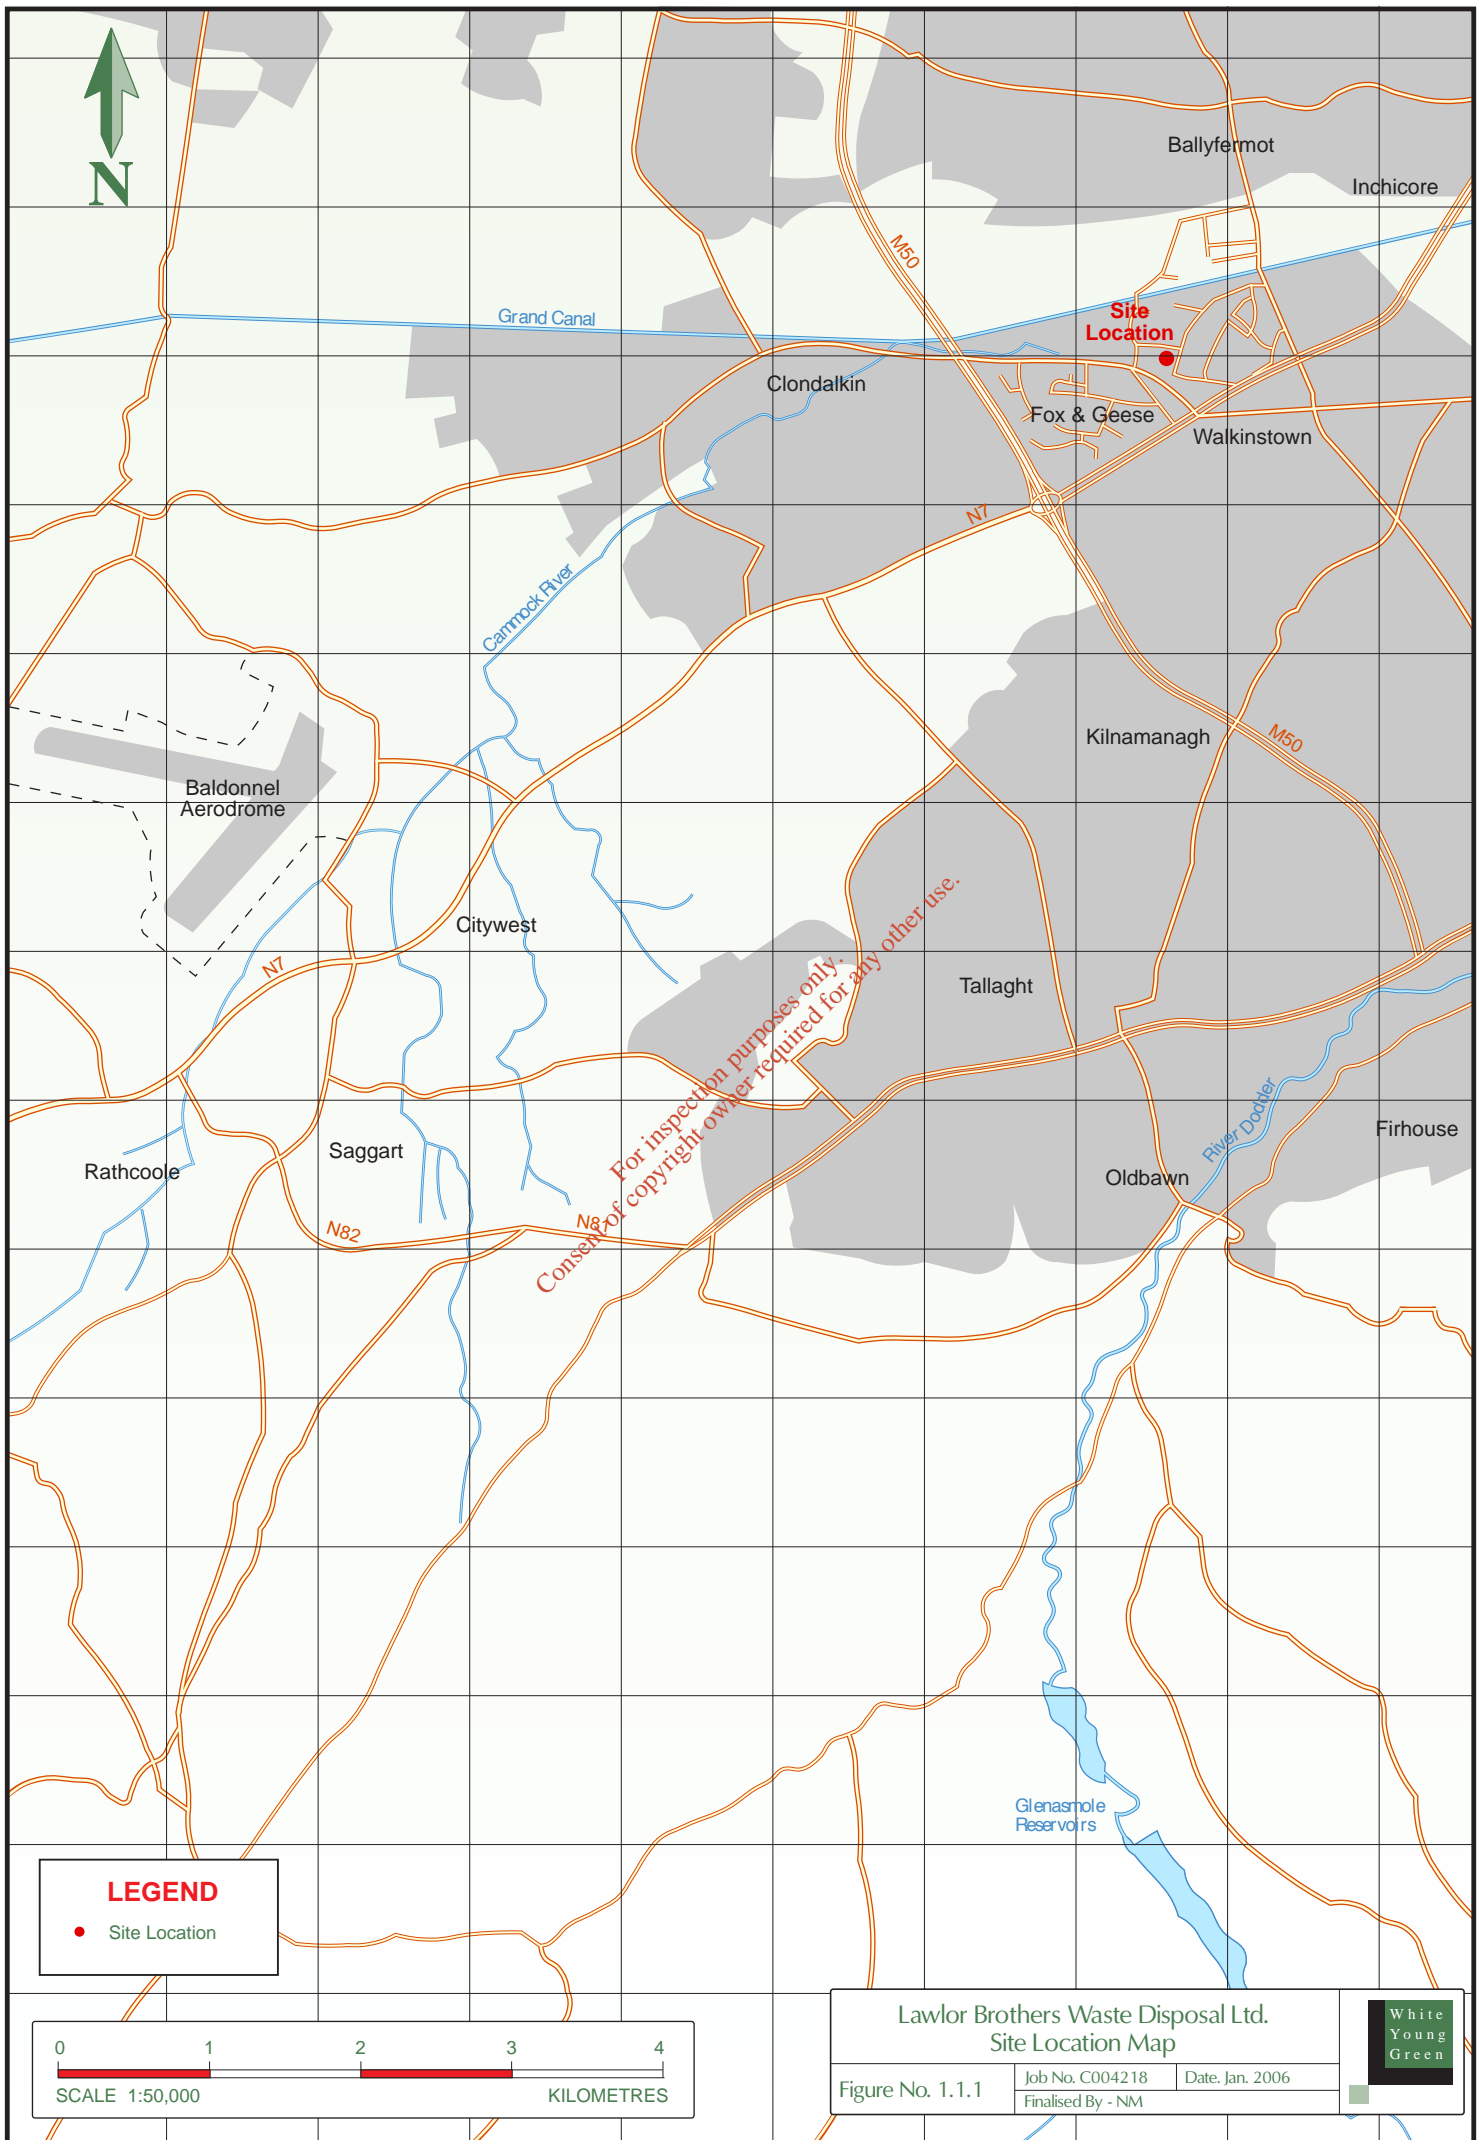 N
Ballyfermot
Inchicore
M50
Grand Canal
Site
Location
Clondalkin
Fox & Geese
Walkinstown
N7
Cammock River
Kilnamanagh
M50
Baldonnel
Aerodrome
Citywest
N7
Tallaght
For inspection purposes only.
Consent of copyright owner required for any other use.
River Dodder
Firhouse
Saggart
Rathcoole
Oldbawn
N82
N81
Glenasmole
Reservoirs
LEGEND
Site Location
0 1 2 3 4
SCALE 1:50,000 KILOMETRES
Lawlor Brothers Waste Disposal Ltd.
Site Location Map
Figure No. 1.1.1
Job No. C004218
Date. Jan. 2006
Finalised By - NM
White
Young
Green